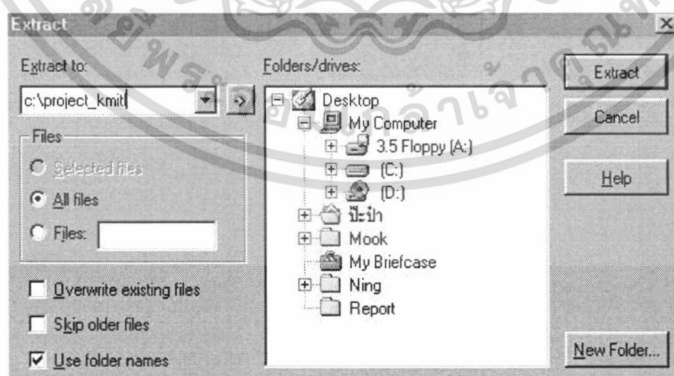 Extract
Extract to:
c:\project_kmitl
Files
Selected files
All files
Files:
Overwrite existing files
Skip older files
Use folder names
Folders/drives:
Desktop
My Computer
3.5 Floppy (A:)
(C:)
(D:)
ป๊ะป๋า
Mook
My Briefcase
Ning
Report
Extract
Cancel
Help
New Folder...